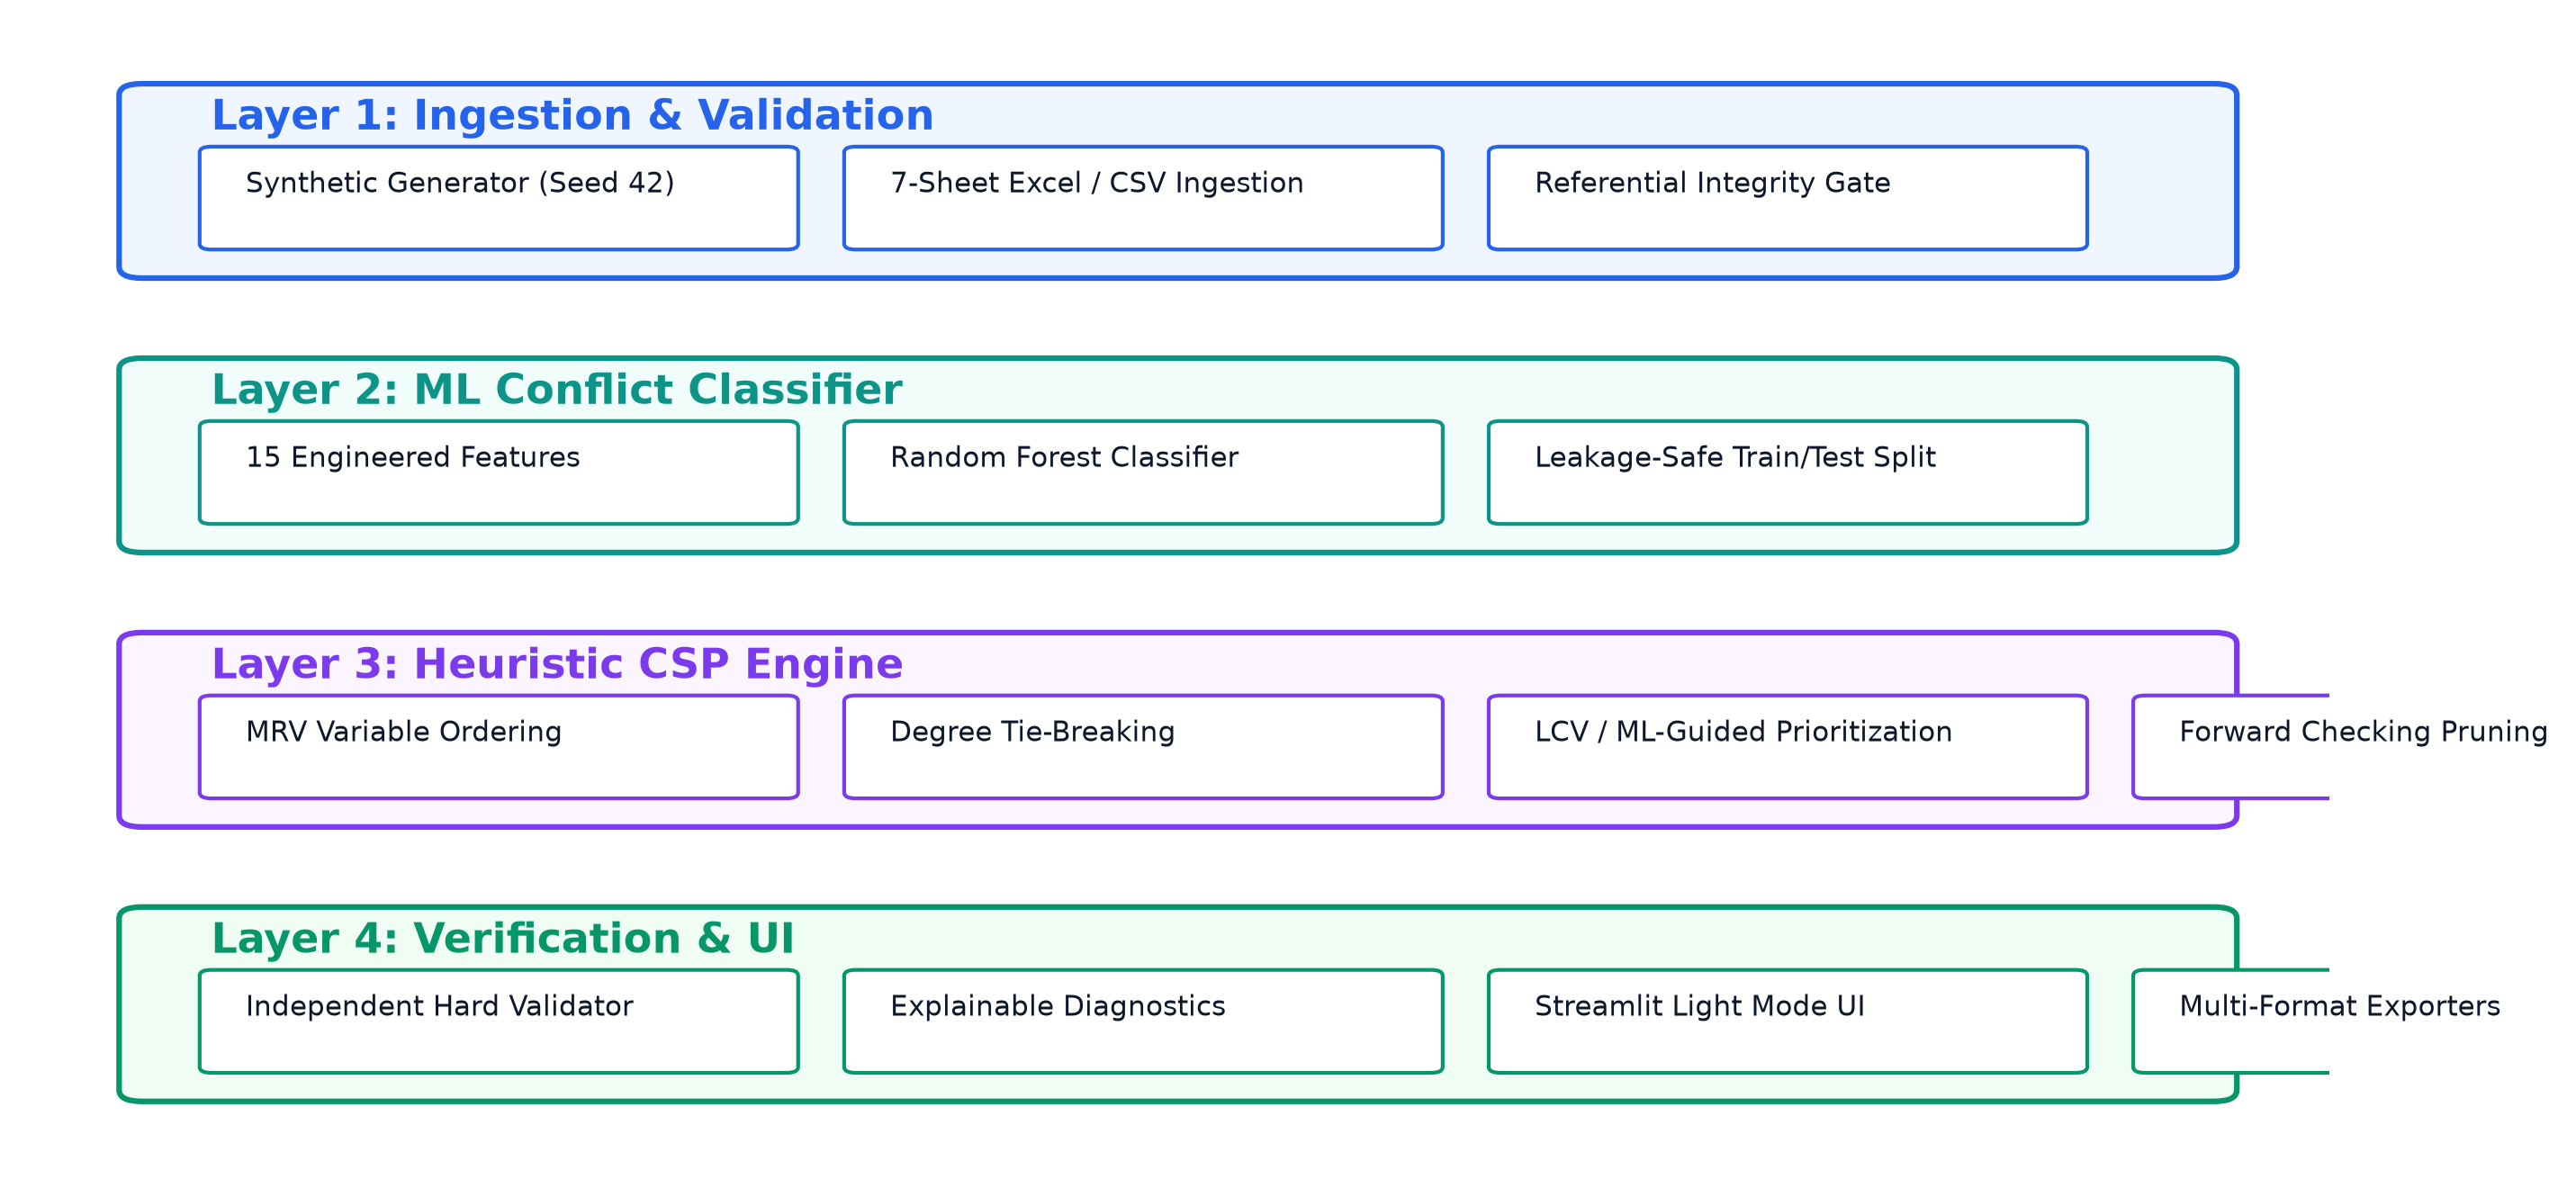 Layer 1: Ingestion & Validation
Synthetic Generator (Seed 42)
7-Sheet Excel / CSV Ingestion
Referential Integrity Gate
Layer 2: ML Conflict Classifier
15 Engineered Features
Random Forest Classifier
Leakage-Safe Train/Test Split
Layer 3: Heuristic CSP Engine
MRV Variable Ordering
Degree Tie-Breaking
LCV / ML-Guided Prioritization
Forward Checking Pruning
Layer 4: Verification & UI
Independent Hard Validator
Explainable Diagnostics
Streamlit Light Mode UI
Multi-Format Exporters